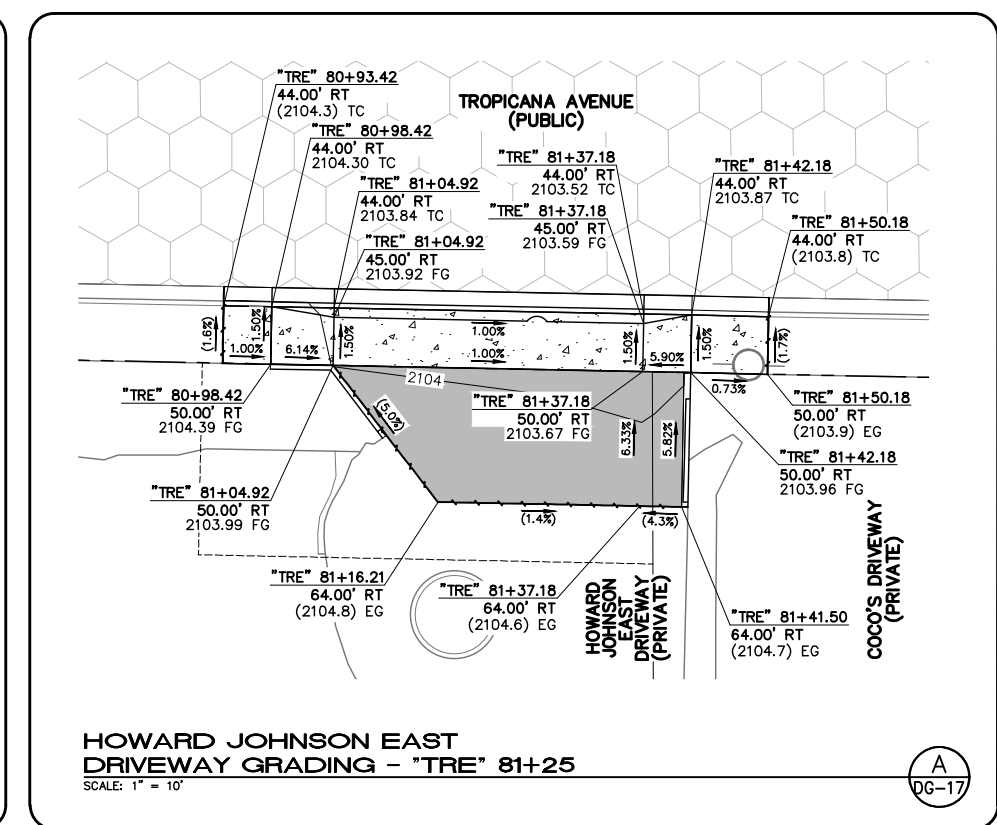 "TRE" 80+93.42
44.00' RT
(2104.3) TC
TROPICANA AVENUE
(PUBLIC)
"TRE" 80+98.42
44.00' RT
2104.30 TC
"TRE" 81+37.18
44.00' RT
2103.52 TC
"TRE" 81+42.18
44.00' RT
2103.87 TC
"TRE" 81+04.92
44.00' RT
2103.84 TC
"TRE" 81+37.18
45.00' RT
2103.59 FG
"TRE" 81+50.18
44.00' RT
(2103.8) TC
"TRE" 81+04.92
45.00' RT
2103.92 FG
(1.6%)
1.50%
1.00%
6.14%
1.50%
1.00%
1.00%
1.50%
5.90%
1.50%
(1.7%)
0.73%
2104
(5.0%)
"TRE" 80+98.42
50.00' RT
2104.39 FG
"TRE" 81+37.18
50.00' RT
2103.67 FG
6.33%
5.82%
"TRE" 81+50.18
50.00' RT
(2103.9) EG
"TRE" 81+42.18
50.00' RT
2103.96 FG
"TRE" 81+04.92
50.00' RT
2103.99 FG
(1.4%)
(4.3%)
"TRE" 81+16.21
64.00' RT
(2104.8) EG
"TRE" 81+37.18
64.00' RT
(2104.6) EG
HOWARD
JOHNSON
EAST
DRIVEWAY
(PRIVATE)
"TRE" 81+41.50
64.00' RT
(2104.7) EG
COCO'S DRIVEWAY
(PRIVATE)
HOWARD JOHNSON EAST
DRIVEWAY GRADING - "TRE" 81+25
SCALE: 1" = 10'
A
DG-17